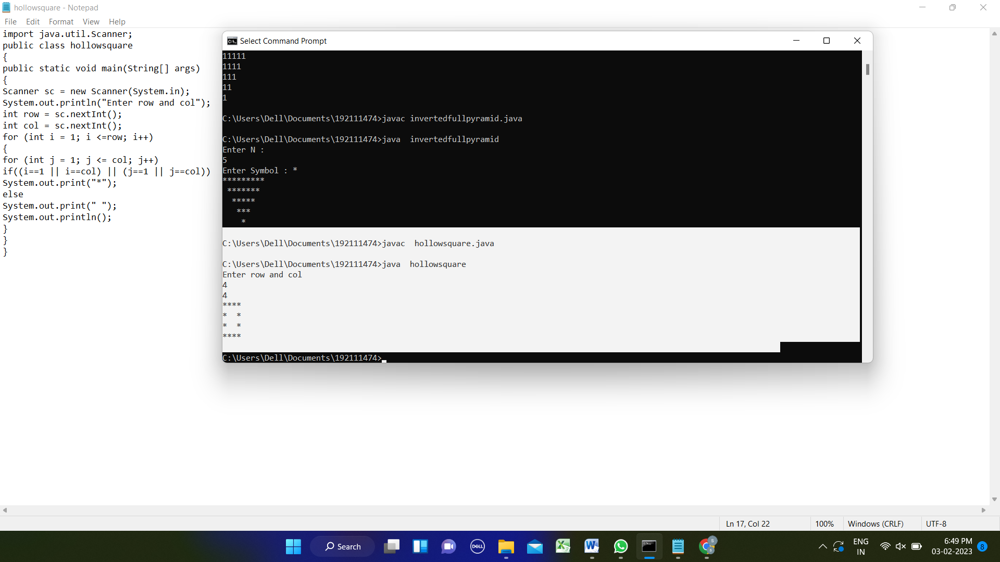 hollowsquare - Notepad
File Edit Format View Help
import java.util.Scanner;
public class hollowsquare
{
public static void main(String[] args)
{
Scanner sc = new Scanner(System.in);
System.out.println("Enter row and col");
int row = sc.nextInt();
int col = sc.nextInt();
for (int i = 1; i <=row; i++)
{
for (int j = 1; j <= col; j++)
if((i==1 || i==col) || (j==1 || j==col))
System.out.print("*");
else
System.out.print(" ");
System.out.println();
}
}
}
Select Command Prompt
11111
1111
111
11
1
C:\Users\Dell\Documents\192111474>javac invertedfullpyramid.java
C:\Users\Dell\Documents\192111474>java  invertedfullpyramid
Enter N :
5
Enter Symbol : *
*********
 *******
  *****
   ***
    *
C:\Users\Dell\Documents\192111474>javac  hollowsquare.java
C:\Users\Dell\Documents\192111474>java  hollowsquare
Enter row and col
4
4
****
*  *
*  *
****
C:\Users\Dell\Documents\192111474>
Ln 17, Col 22 100% Windows (CRLF) UTF-8
Search
DELL
ENG
IN
6:49 PM
03-02-2023
8